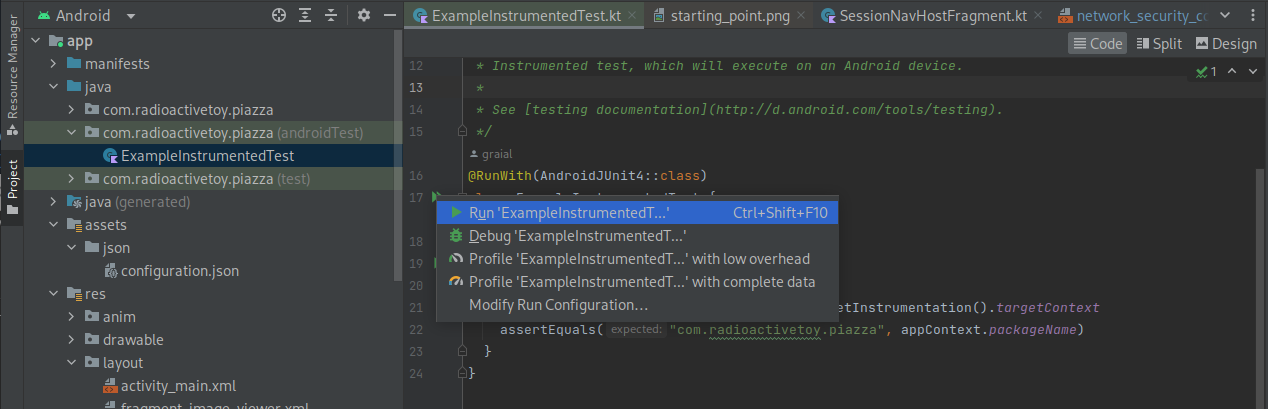 Resource Manager
Project
Android
app
manifests
java
com.radioactivetoy.piazza
com.radioactivetoy.piazza (androidTest)
ExampleInstrumentedTest
com.radioactivetoy.piazza (test)
java (generated)
assets
json
configuration.json
res
anim
drawable
layout
activity_main.xml
fragment_image_viewer.xml
ExampleInstrumentedTest.kt
starting_point.png
SessionNavHostFragment.kt
network_security_co
Code
Split
Design
1
12 * Instrumented test, which will execute on an Android device.
13 *
14 * See [testing documentation](http://d.android.com/tools/testing).
15 */
graial
16 @RunWith(AndroidJUnit4::class)
17
Run 'ExampleInstrumentedT...' Ctrl+Shift+F10
Debug 'ExampleInstrumentedT...'
Profile 'ExampleInstrumentedT...' with low overhead
Profile 'ExampleInstrumentedT...' with complete data
Modify Run Configuration...
18
19
20
21 etInstrumentation().targetContext
22 assertEquals( expected: "com.radioactivetoy.piazza", appContext.packageName)
23 }
24 }